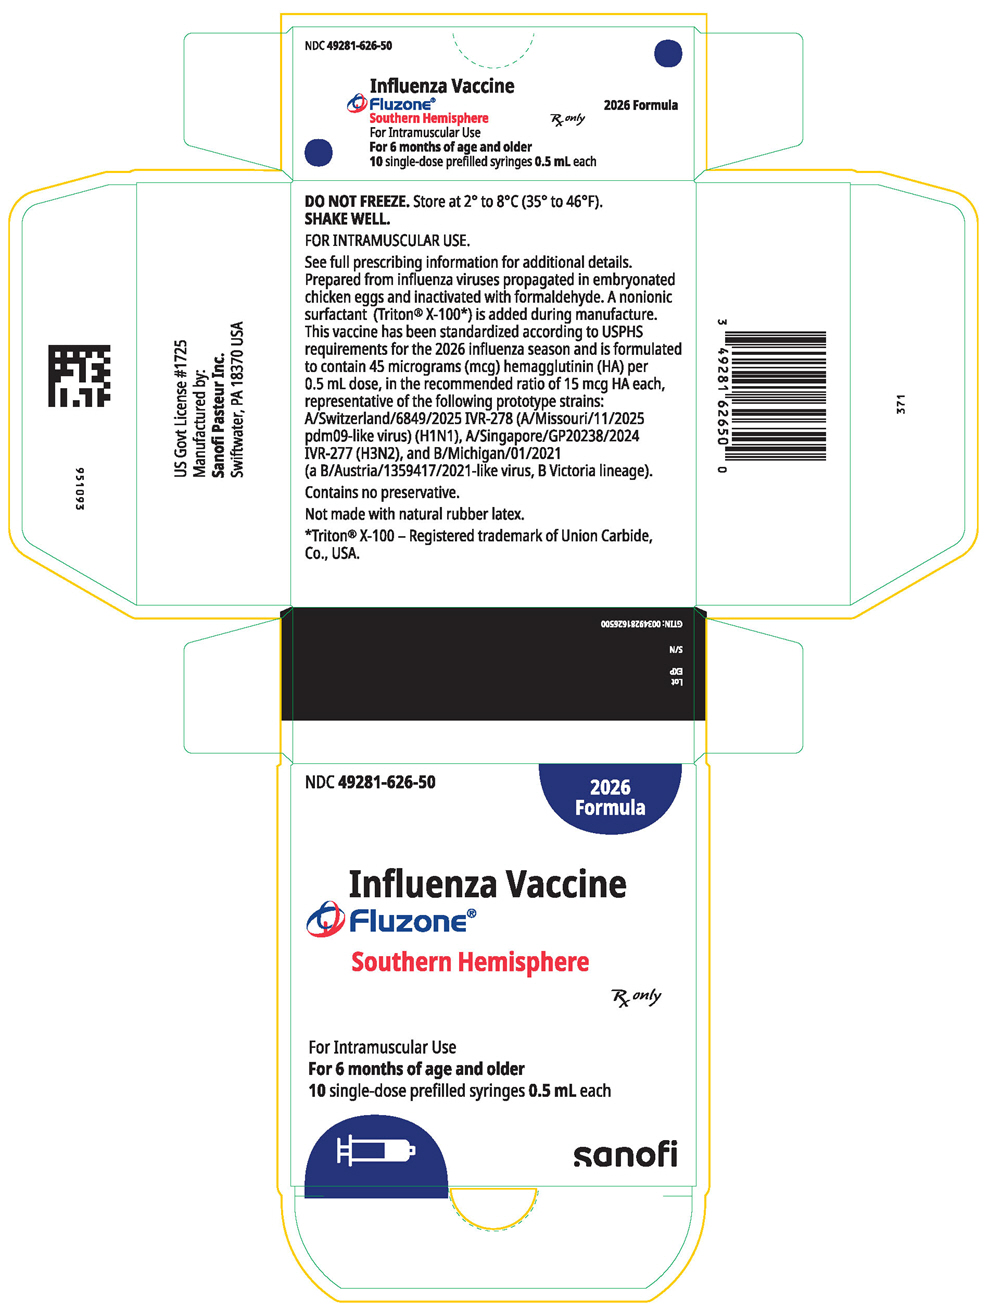 NDC 49281-626-50
Influenza Vaccine
Fluzone®
Southern Hemisphere
For Intramuscular Use
For 6 months of age and older
10 single-dose prefilled syringes 0.5 mL each
Rx only
2026 Formula
DO NOT FREEZE. Store at 2° to 8°C (35° to 46°F).
SHAKE WELL.
FOR INTRAMUSCULAR USE.
See full prescribing information for additional details.
Prepared from influenza viruses propagated in embryonated
chicken eggs and inactivated with formaldehyde. A nonionic
surfactant (Triton® X-100*) is added during manufacture.
This vaccine has been standardized according to USPHS
requirements for the 2026 influenza season and is formulated
to contain 45 micrograms (mcg) hemagglutinin (HA) per
0.5 mL dose, in the recommended ratio of 15 mcg HA each,
representative of the following prototype strains:
A/Switzerland/6849/2025 IVR-278 (A/Missouri/11/2025
pdm09-like virus) (H1N1), A/Singapore/GP20238/2024
IVR-277 (H3N2), and B/Michigan/01/2021
(a B/Austria/1359417/2021-like virus, B Victoria lineage).
Contains no preservative.
Not made with natural rubber latex.
*Triton® X-100 – Registered trademark of Union Carbide,
Co., USA.
951093
US Govt License #1725
Manufactured by:
Sanofi Pasteur Inc.
Swiftwater, PA 18370 USA
3 49281 62650 0
371
GTIN: 00349281626500
S/N
EXP
Lot
NDC 49281-626-50
2026
Formula
Influenza Vaccine
Fluzone®
Southern Hemisphere
Rx only
For Intramuscular Use
For 6 months of age and older
10 single-dose prefilled syringes 0.5 mL each
sanofi